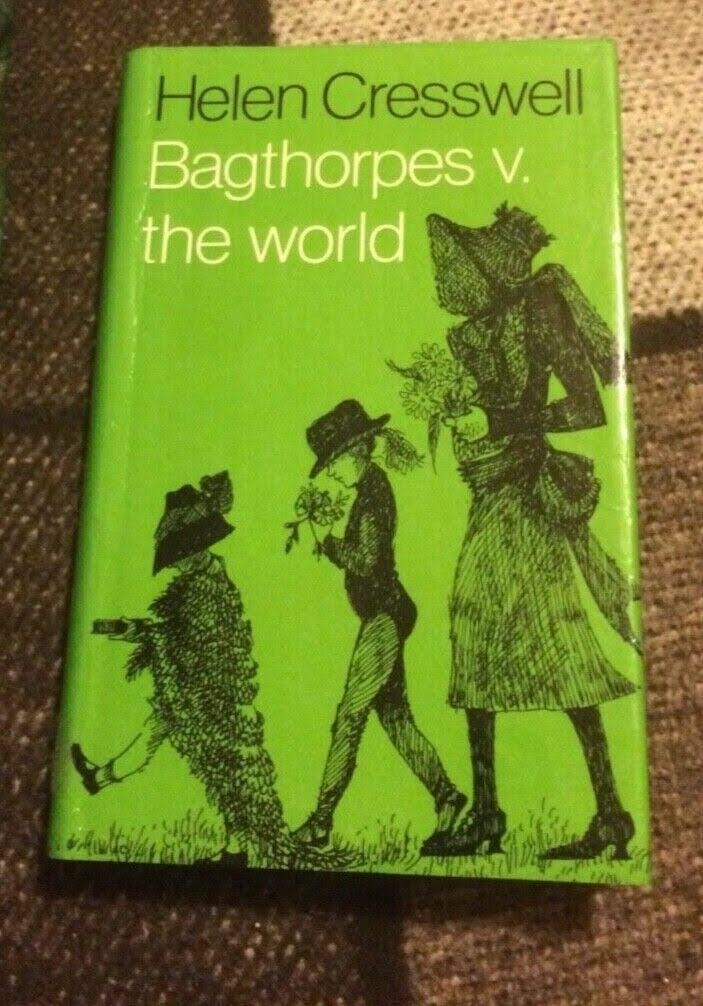 Helen Cresswell
Bagthorpes v.
the world